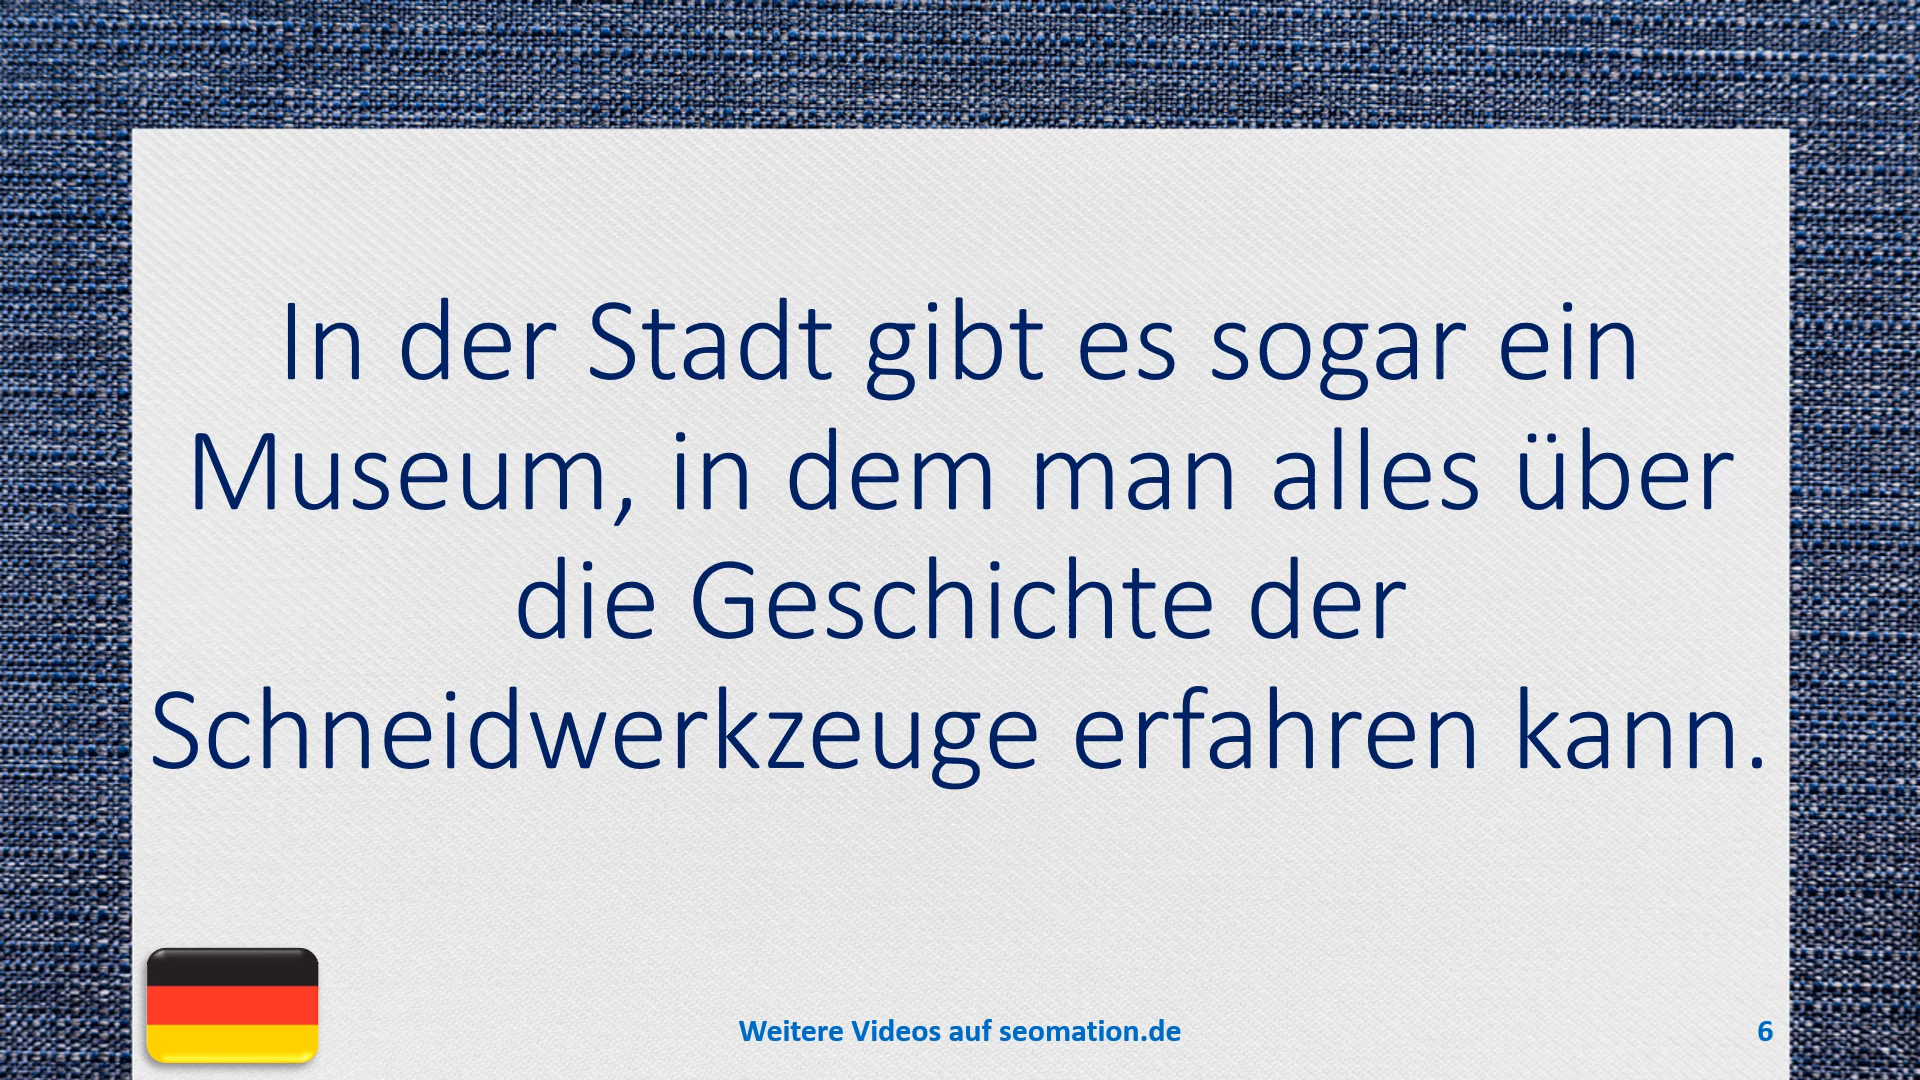 In der Stadt gibt es sogar ein
Museum, in dem man alles über
die Geschichte der
Schneidwerkzeuge erfahren kann.
Weitere Videos auf seomation.de
6